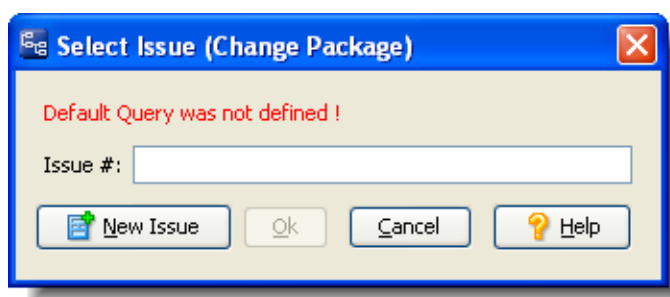 Select Issue (Change Package)
Default Query was not defined !
Issue #:
New Issue Ok Cancel Help